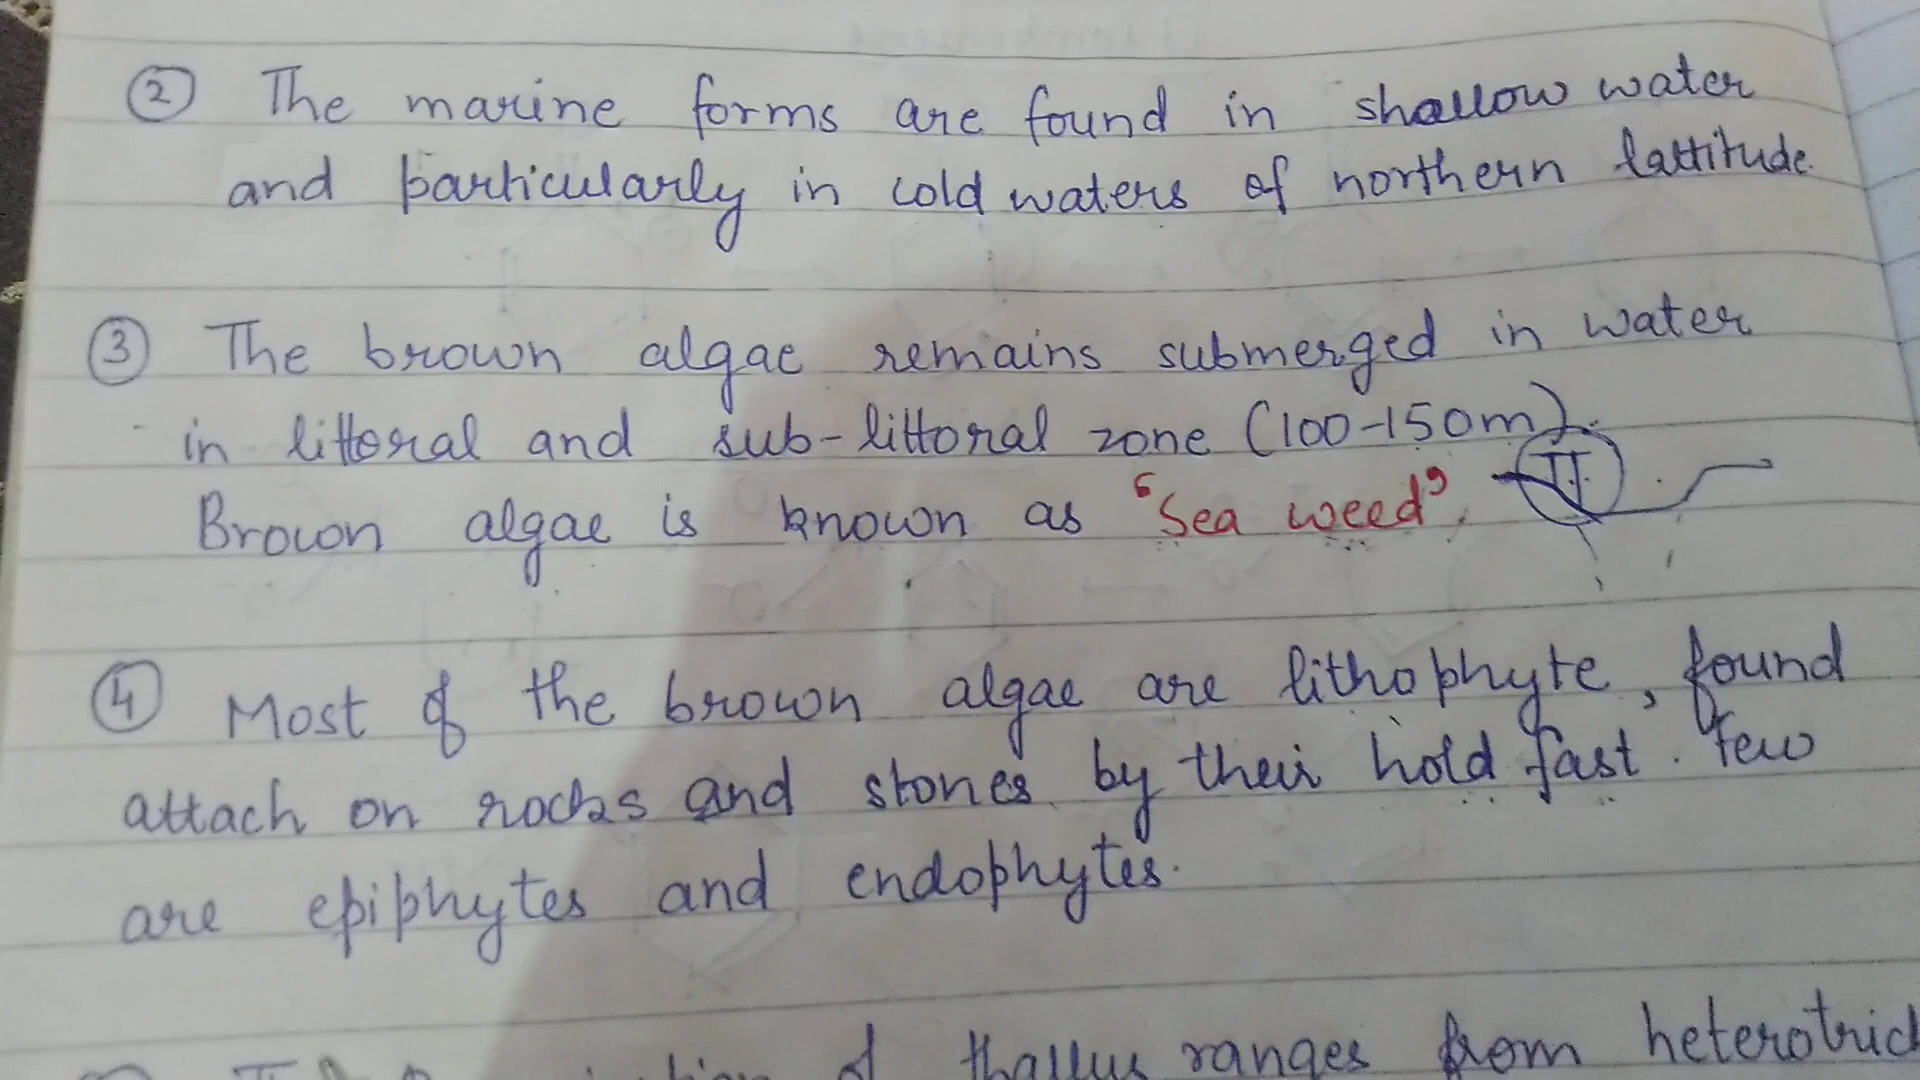 ② The marine forms are found in shallow water
and particularly in cold waters of northern lattitude.
③ The brown algae remains submerged in water
in littoral and sub-littoral zone (100-150m).
Brown algae is known as 'Sea weed'.
④ Most of the brown algae are lithophyte, found
attach on rocks and stones by their hold fast. Few
are epiphytes and endophytes.
of thallus ranges from